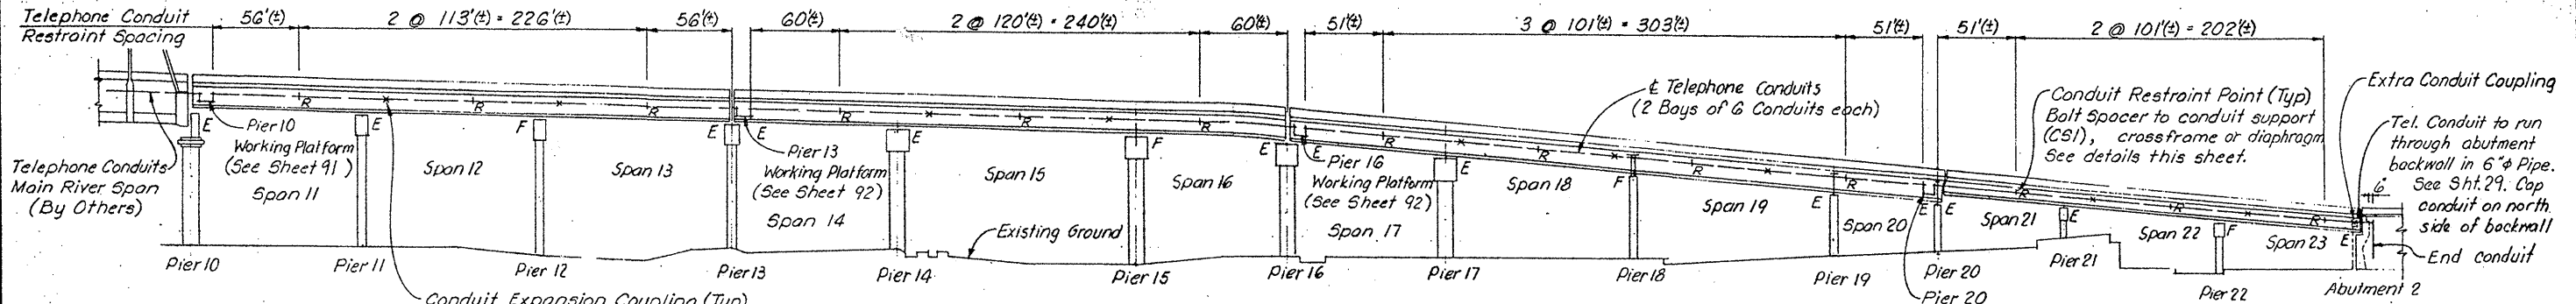 Telephone Conduit
Restraint Spacing
56'(±)
2 @ 113'(±) = 226'(±)
56'(±)
60'(±)
2 @ 120'(±) = 240'(±)
60'(±)
51'(±)
3 @ 101'(±) = 303'(±)
51'(±)
51'(±)
2 @ 101'(±) = 202'(±)
℄ Telephone Conduits
(2 Bays of 6 Conduits each)
Conduit Restraint Point (Typ)
Bolt Spacer to conduit support
(CS1), crossframe or diaphragm
See details this sheet.
Extra Conduit Coupling
Tel. Conduit to run
through abutment
backwall in 6"φ Pipe.
See Sht. 29. Cap
conduit on north
side of backwall
6"
End conduit
R
R
R
R
R
R
R
R
R
R
R
R
R
E
E
F
E
E
E
F
E
E
E
F
E
E
E
E
F
E
Telephone Conduits
Main River Span
(By Others)
Pier 10
Working Platform
(See Sheet 91)
Span 11
Span 12
Span 13
Pier 13
Working Platform
(See Sheet 92)
Span 14
Span 15
Span 16
Pier 16
Working Platform
(See Sheet 92)
Span 17
Span 18
Span 19
Span 20
Span 21
Span 22
Span 23
Existing Ground
Pier 10
Pier 11
Pier 12
Pier 13
Pier 14
Pier 15
Pier 16
Pier 17
Pier 18
Pier 19
Pier 20
Pier 21
Pier 22
Abutment 2
Conduit Expansion Coupling (Typ)
Pier 20